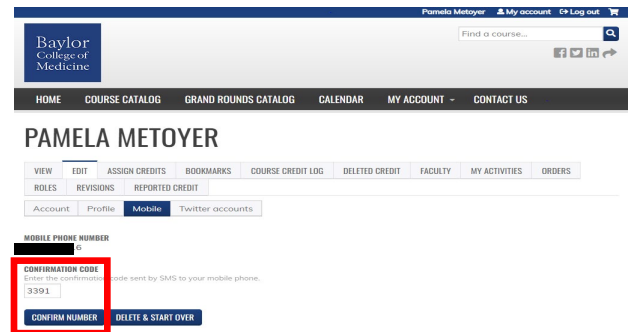 Pamela Metoyer My account Log out
Find a course...
Baylor
College of
Medicine
HOME COURSE CATALOG GRAND ROUNDS CATALOG CALENDAR MY ACCOUNT CONTACT US
PAMELA METOYER
VIEW EDIT ASSIGN CREDITS BOOKMARKS COURSE CREDIT LOG DELETED CREDIT FACULTY MY ACTIVITIES ORDERS
ROLES REVISIONS REPORTED CREDIT
Account Profile Mobile Twitter accounts
MOBILE PHONE NUMBER
6
CONFIRMATION CODE
Enter the confirmation code sent by SMS to your mobile phone.
3391
CONFIRM NUMBER DELETE & START OVER